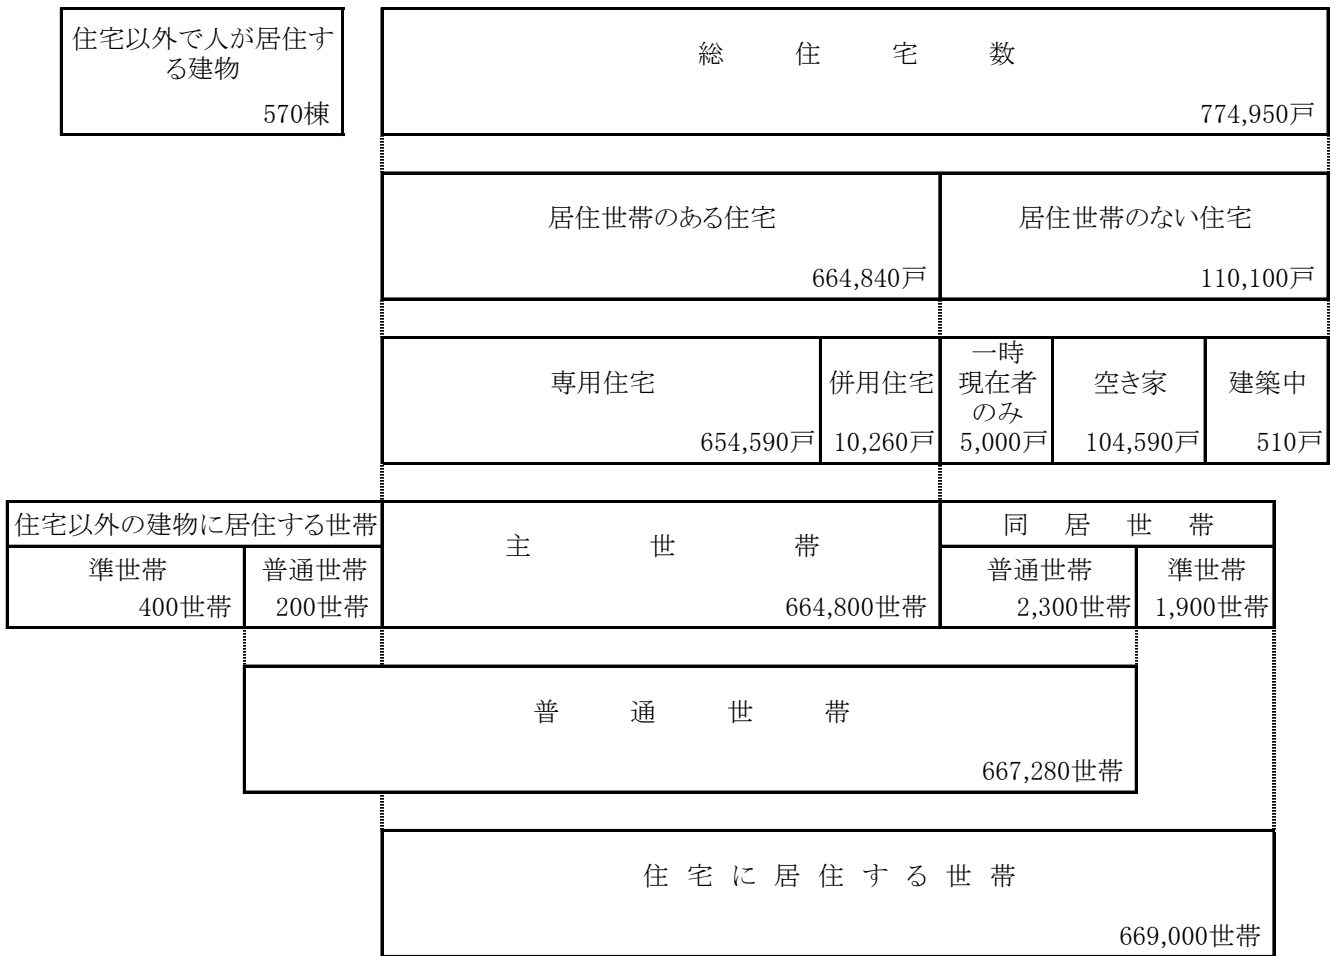 住宅以外で人が居住す
る建物
570棟
総住宅数
774,950戸
居住世帯のある住宅
664,840戸
居住世帯のない住宅
110,100戸
専用住宅
654,590戸
併用住宅
10,260戸
一時
現在者
のみ
5,000戸
空き家
104,590戸
建築中
510戸
住宅以外の建物に居住する世帯
準世帯
400世帯
普通世帯
200世帯
主世帯
664,800世帯
同居世帯
普通世帯
2,300世帯
準世帯
1,900世帯
普通世帯
667,280世帯
住宅に居住する世帯
669,000世帯